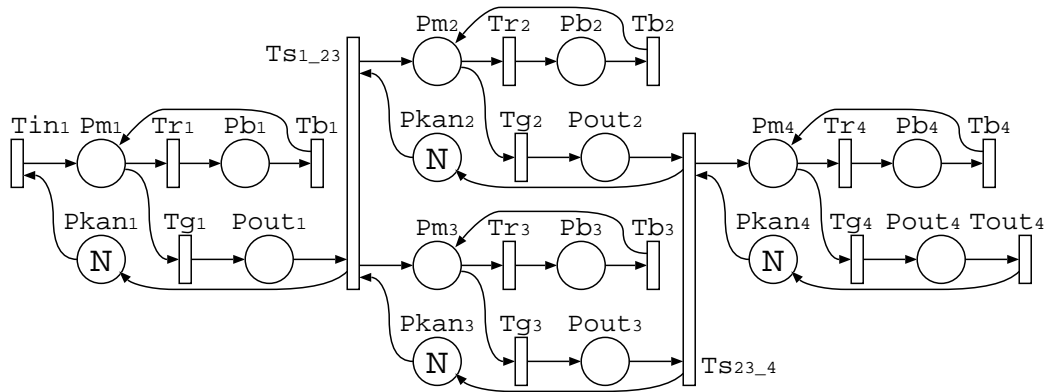 Pm2 Tr2 Pb2 Tb2
Ts1_23
Pkan2 Tg2 Pout2
N
Tin1 Pm1 Tr1 Pb1 Tb1
Pm4 Tr4 Pb4 Tb4
Pkan1 Tg1 Pout1
N
Pm3 Tr3 Pb3 Tb3
Pkan4 Tg4 Pout4 Tout4
N
Pkan3 Tg3 Pout3
N
Ts23_4